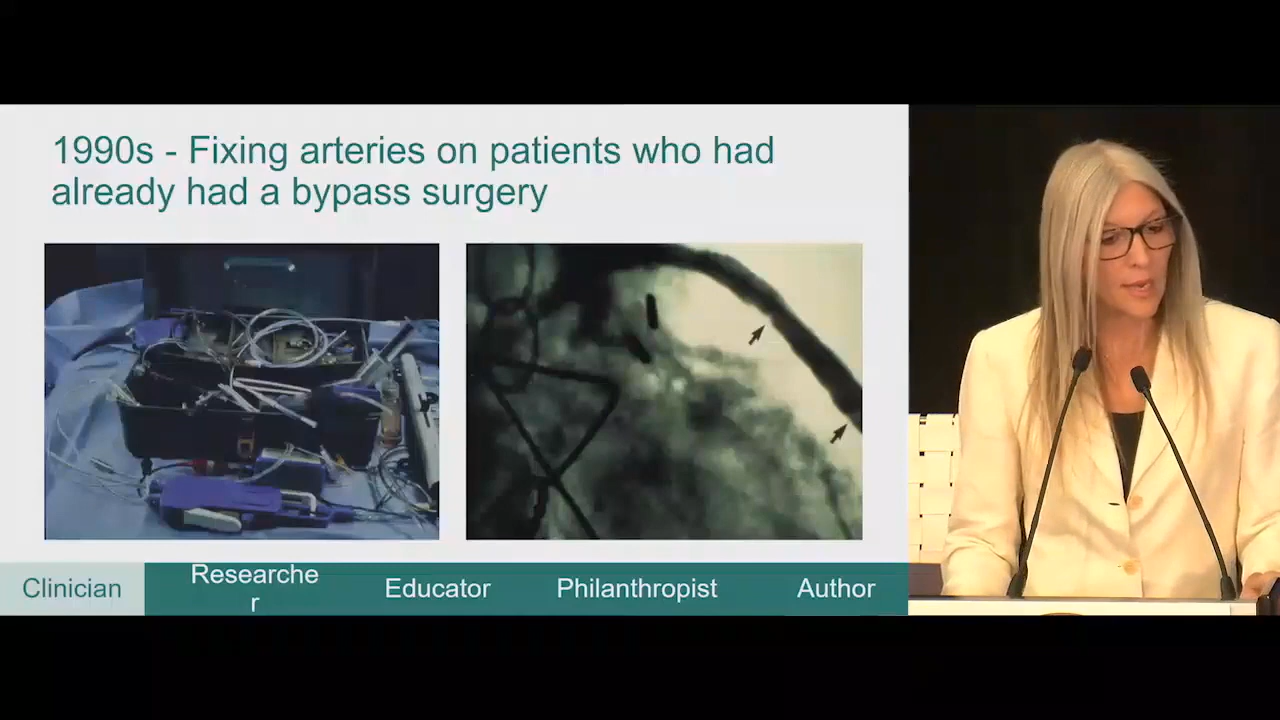 1990s - Fixing arteries on patients who had
already had a bypass surgery
Clinician
Researche
r
Educator
Philanthropist
Author